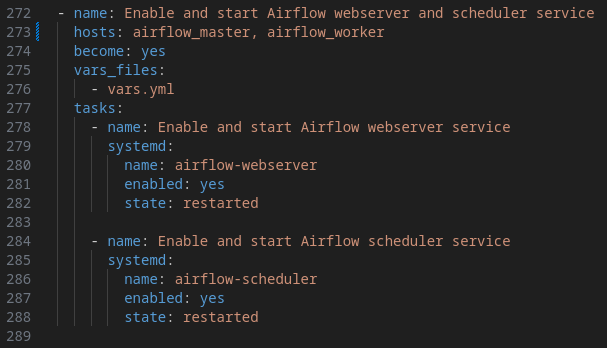 272 - name: Enable and start Airflow webserver and scheduler service
273 hosts: airflow_master, airflow_worker
274 become: yes
275 vars_files:
276 - vars.yml
277 tasks:
278 - name: Enable and start Airflow webserver service
279 systemd:
280 name: airflow-webserver
281 enabled: yes
282 state: restarted
283
284 - name: Enable and start Airflow scheduler service
285 systemd:
286 name: airflow-scheduler
287 enabled: yes
288 state: restarted
289